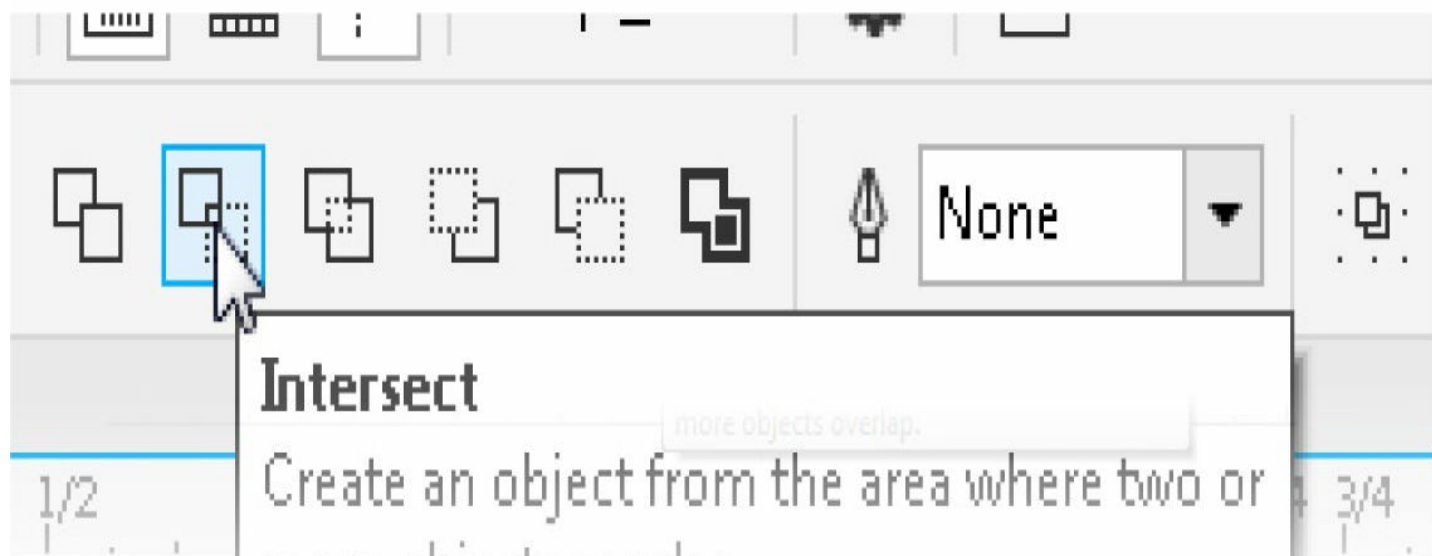 None
Intersect
more objects overlap.
Create an object from the area where two or
1/2
3/4